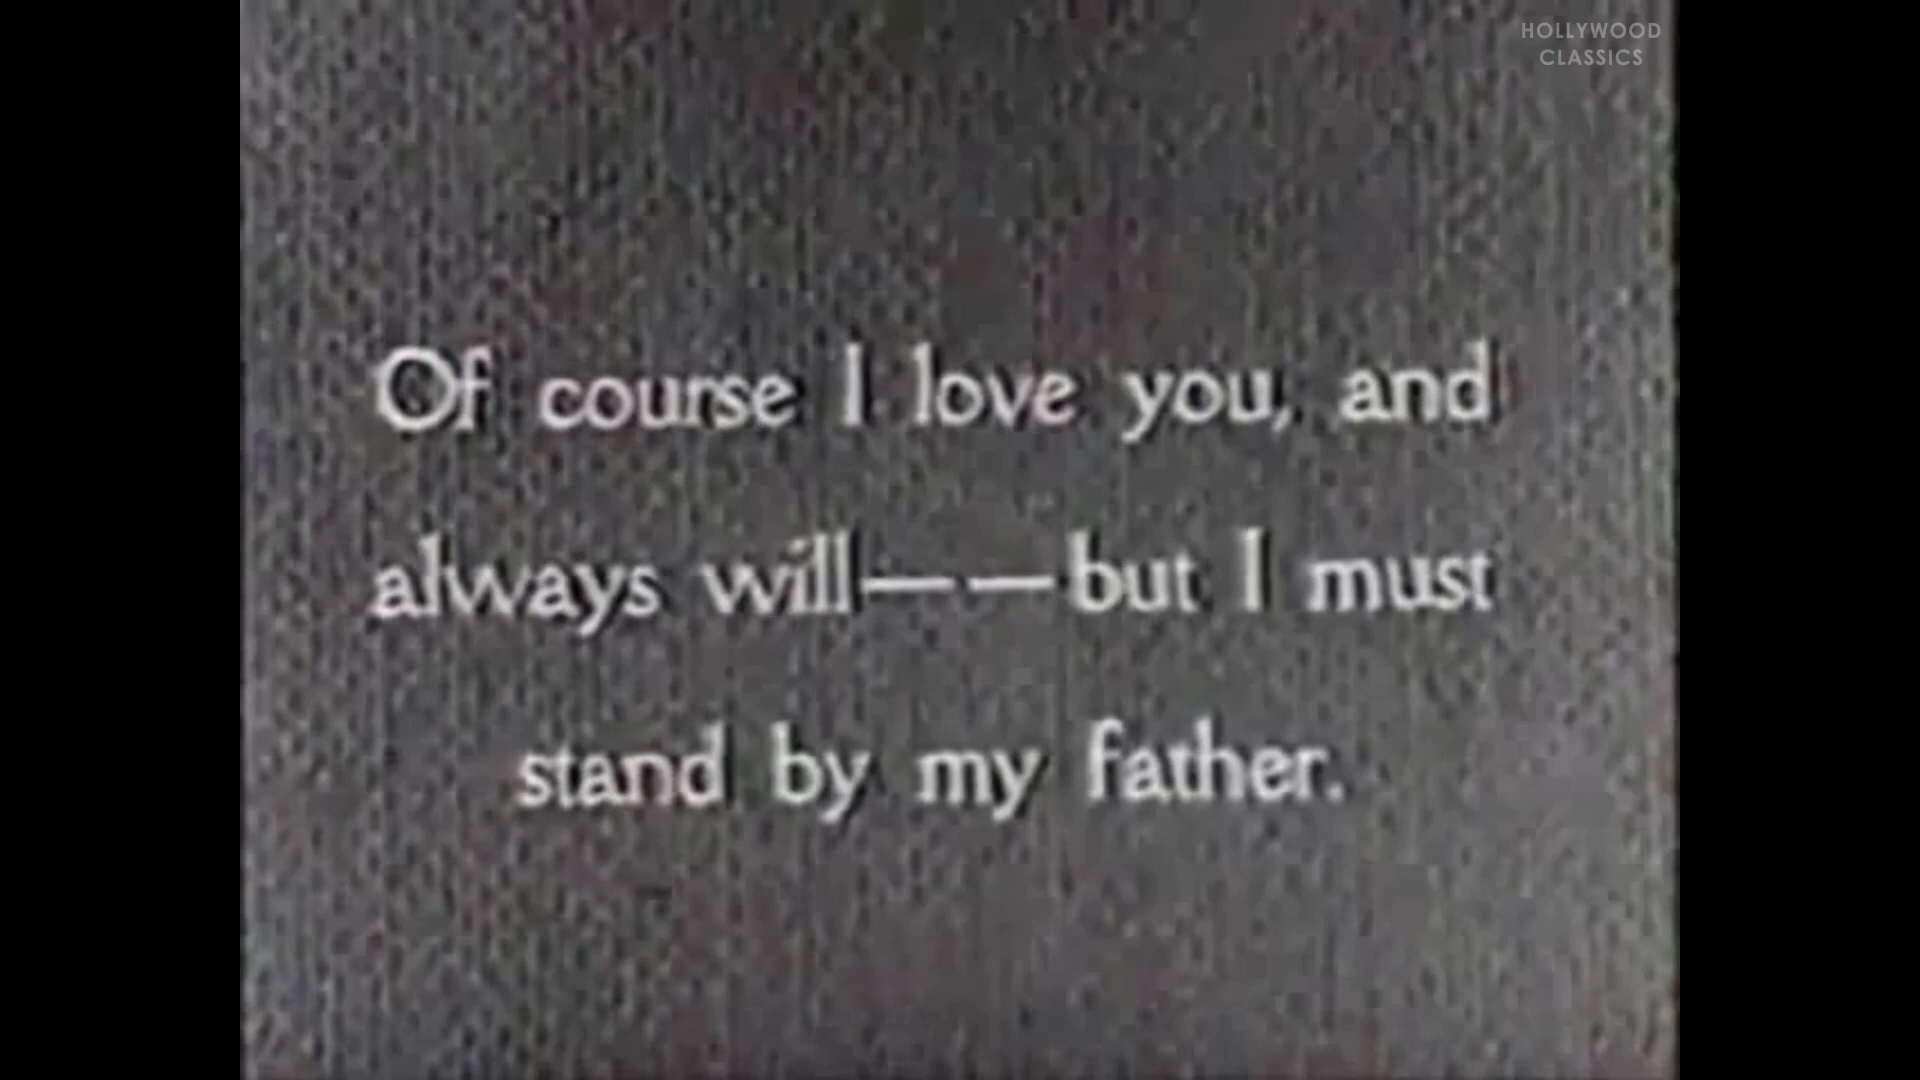 HOLLYWOOD
CLASSICS
Of course I love you, and
always will——but I must
stand by my father.